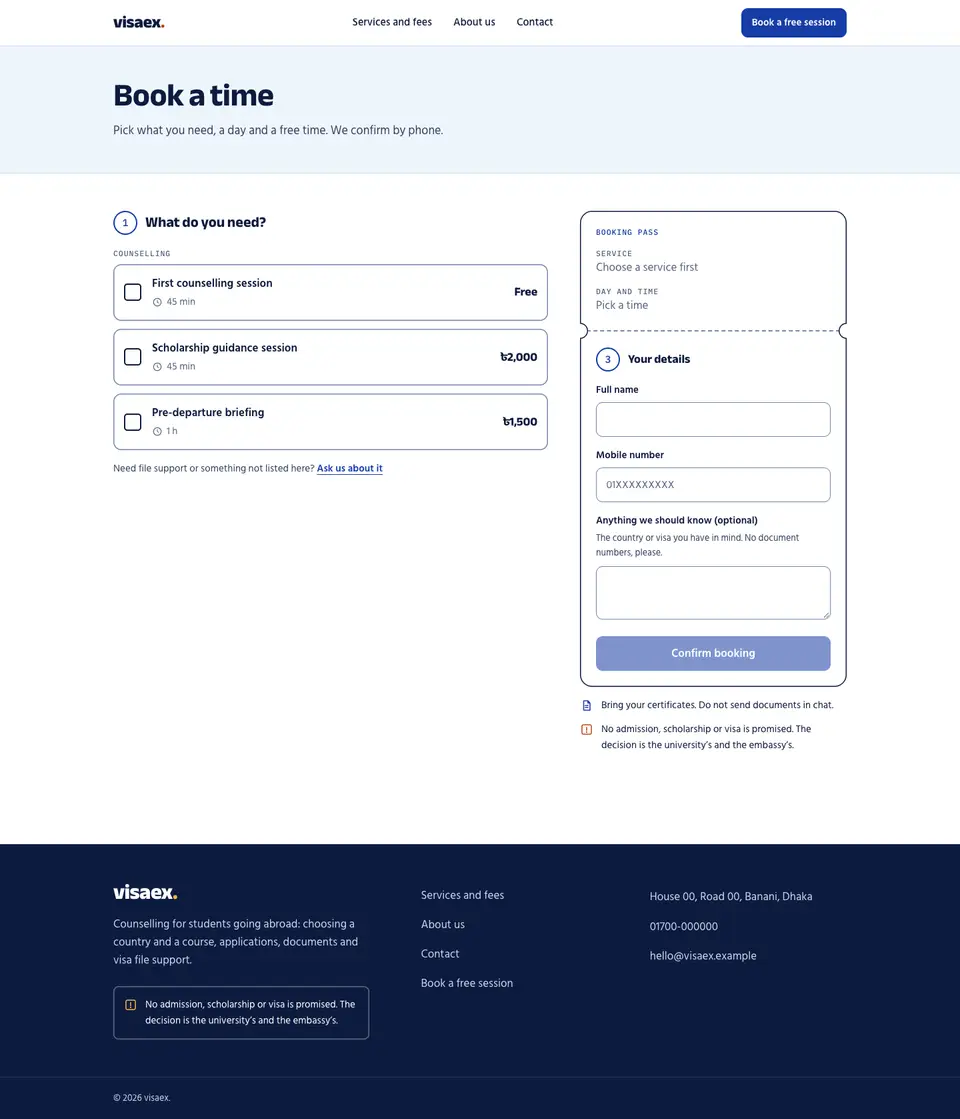 visaex.
Services and fees
About us
Contact
Book a free session
Book a time
Pick what you need, a day and a free time. We confirm by phone.
1
What do you need?
COUNSELLING
First counselling session
45 min
Free
Scholarship guidance session
45 min
৳2,000
Pre-departure briefing
1 h
৳1,500
Need file support or something not listed here? Ask us about it
BOOKING PASS
SERVICE
Choose a service first
DAY AND TIME
Pick a time
3
Your details
Full name
Mobile number
01XXXXXXXXX
Anything we should know (optional)
The country or visa you have in mind. No document
numbers, please.
Confirm booking
Bring your certificates. Do not send documents in chat.
No admission, scholarship or visa is promised. The
decision is the university’s and the embassy’s.
visaex.
Counselling for students going abroad: choosing a
country and a course, applications, documents and
visa file support.
No admission, scholarship or visa is promised. The
decision is the university’s and the embassy’s.
Services and fees
About us
Contact
Book a free session
House 00, Road 00, Banani, Dhaka
01700-000000
hello@visaex.example
© 2026 visaex.